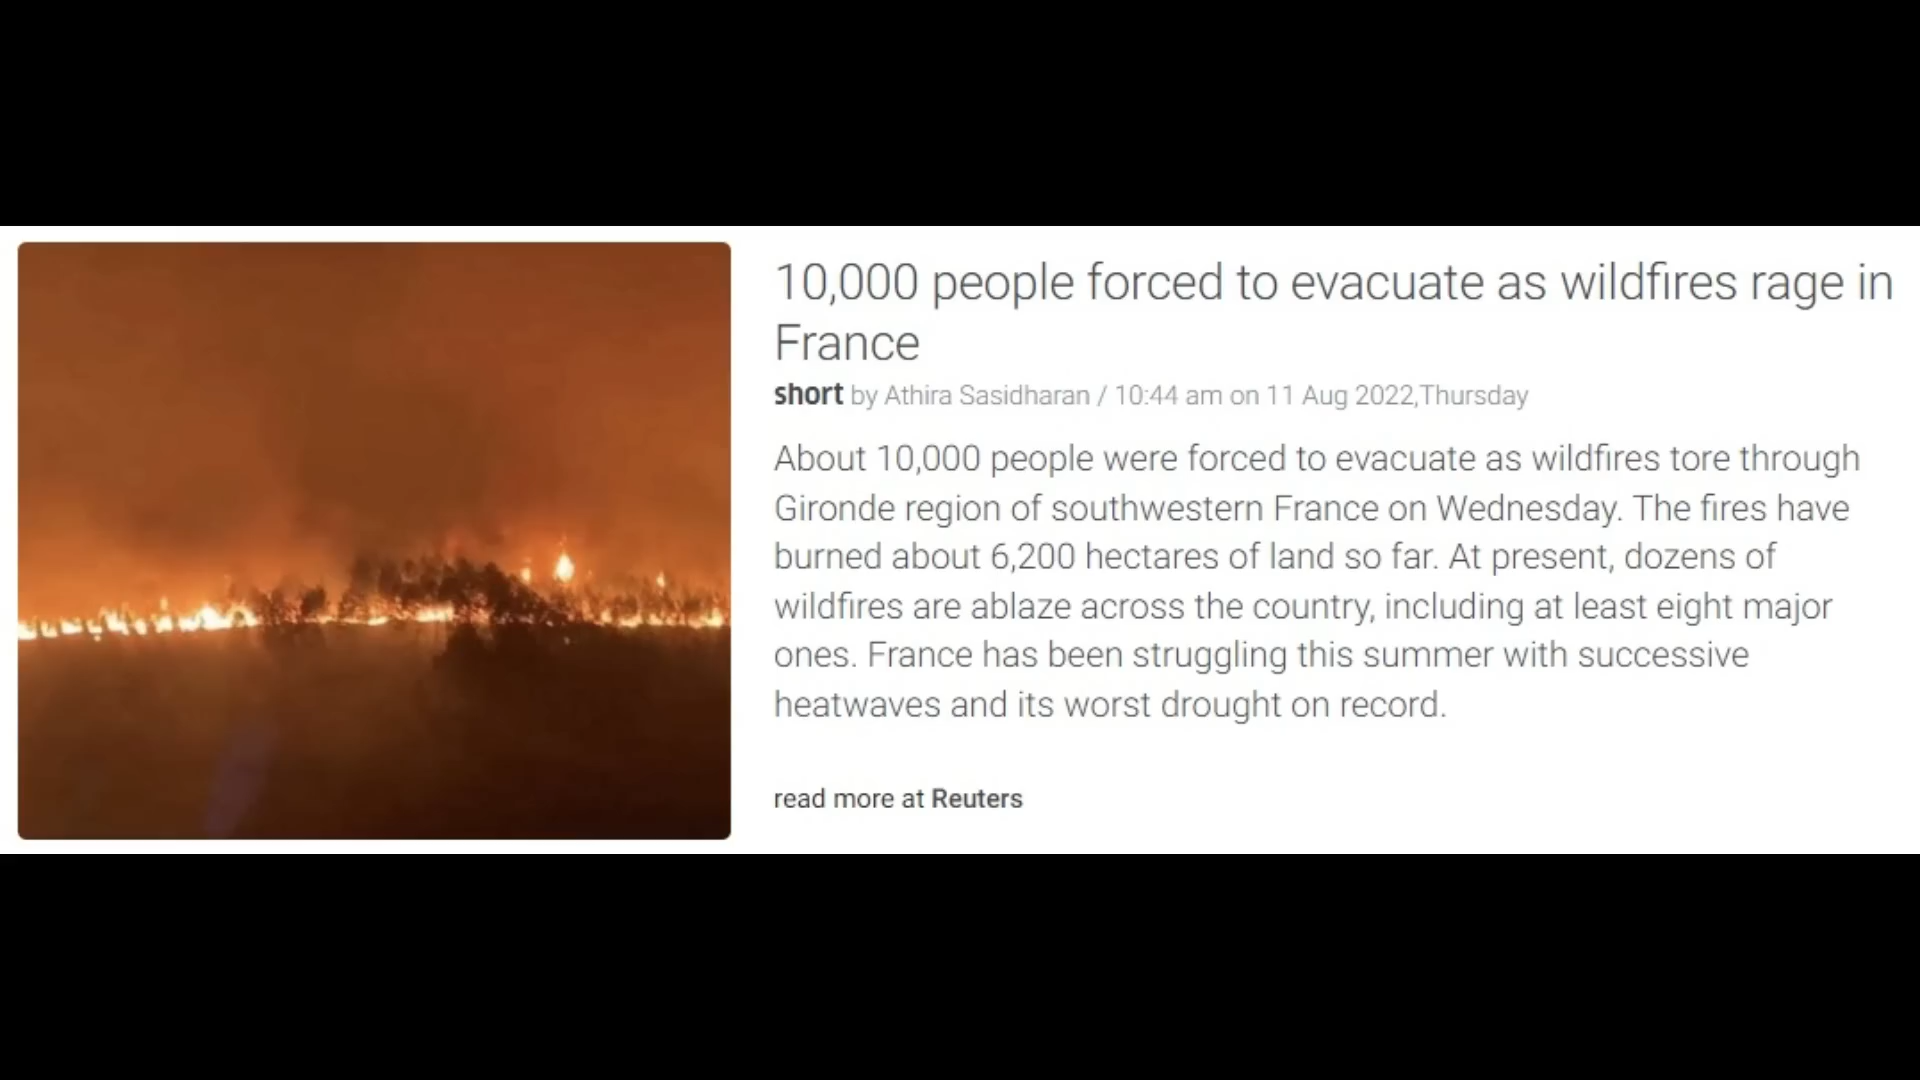 10,000 people forced to evacuate as wildfires rage in
France
short by Athira Sasidharan / 10:44 am on 11 Aug 2022,Thursday
About 10,000 people were forced to evacuate as wildfires tore through
Gironde region of southwestern France on Wednesday. The fires have
burned about 6,200 hectares of land so far. At present, dozens of
wildfires are ablaze across the country, including at least eight major
ones. France has been struggling this summer with successive
heatwaves and its worst drought on record.
read more at Reuters